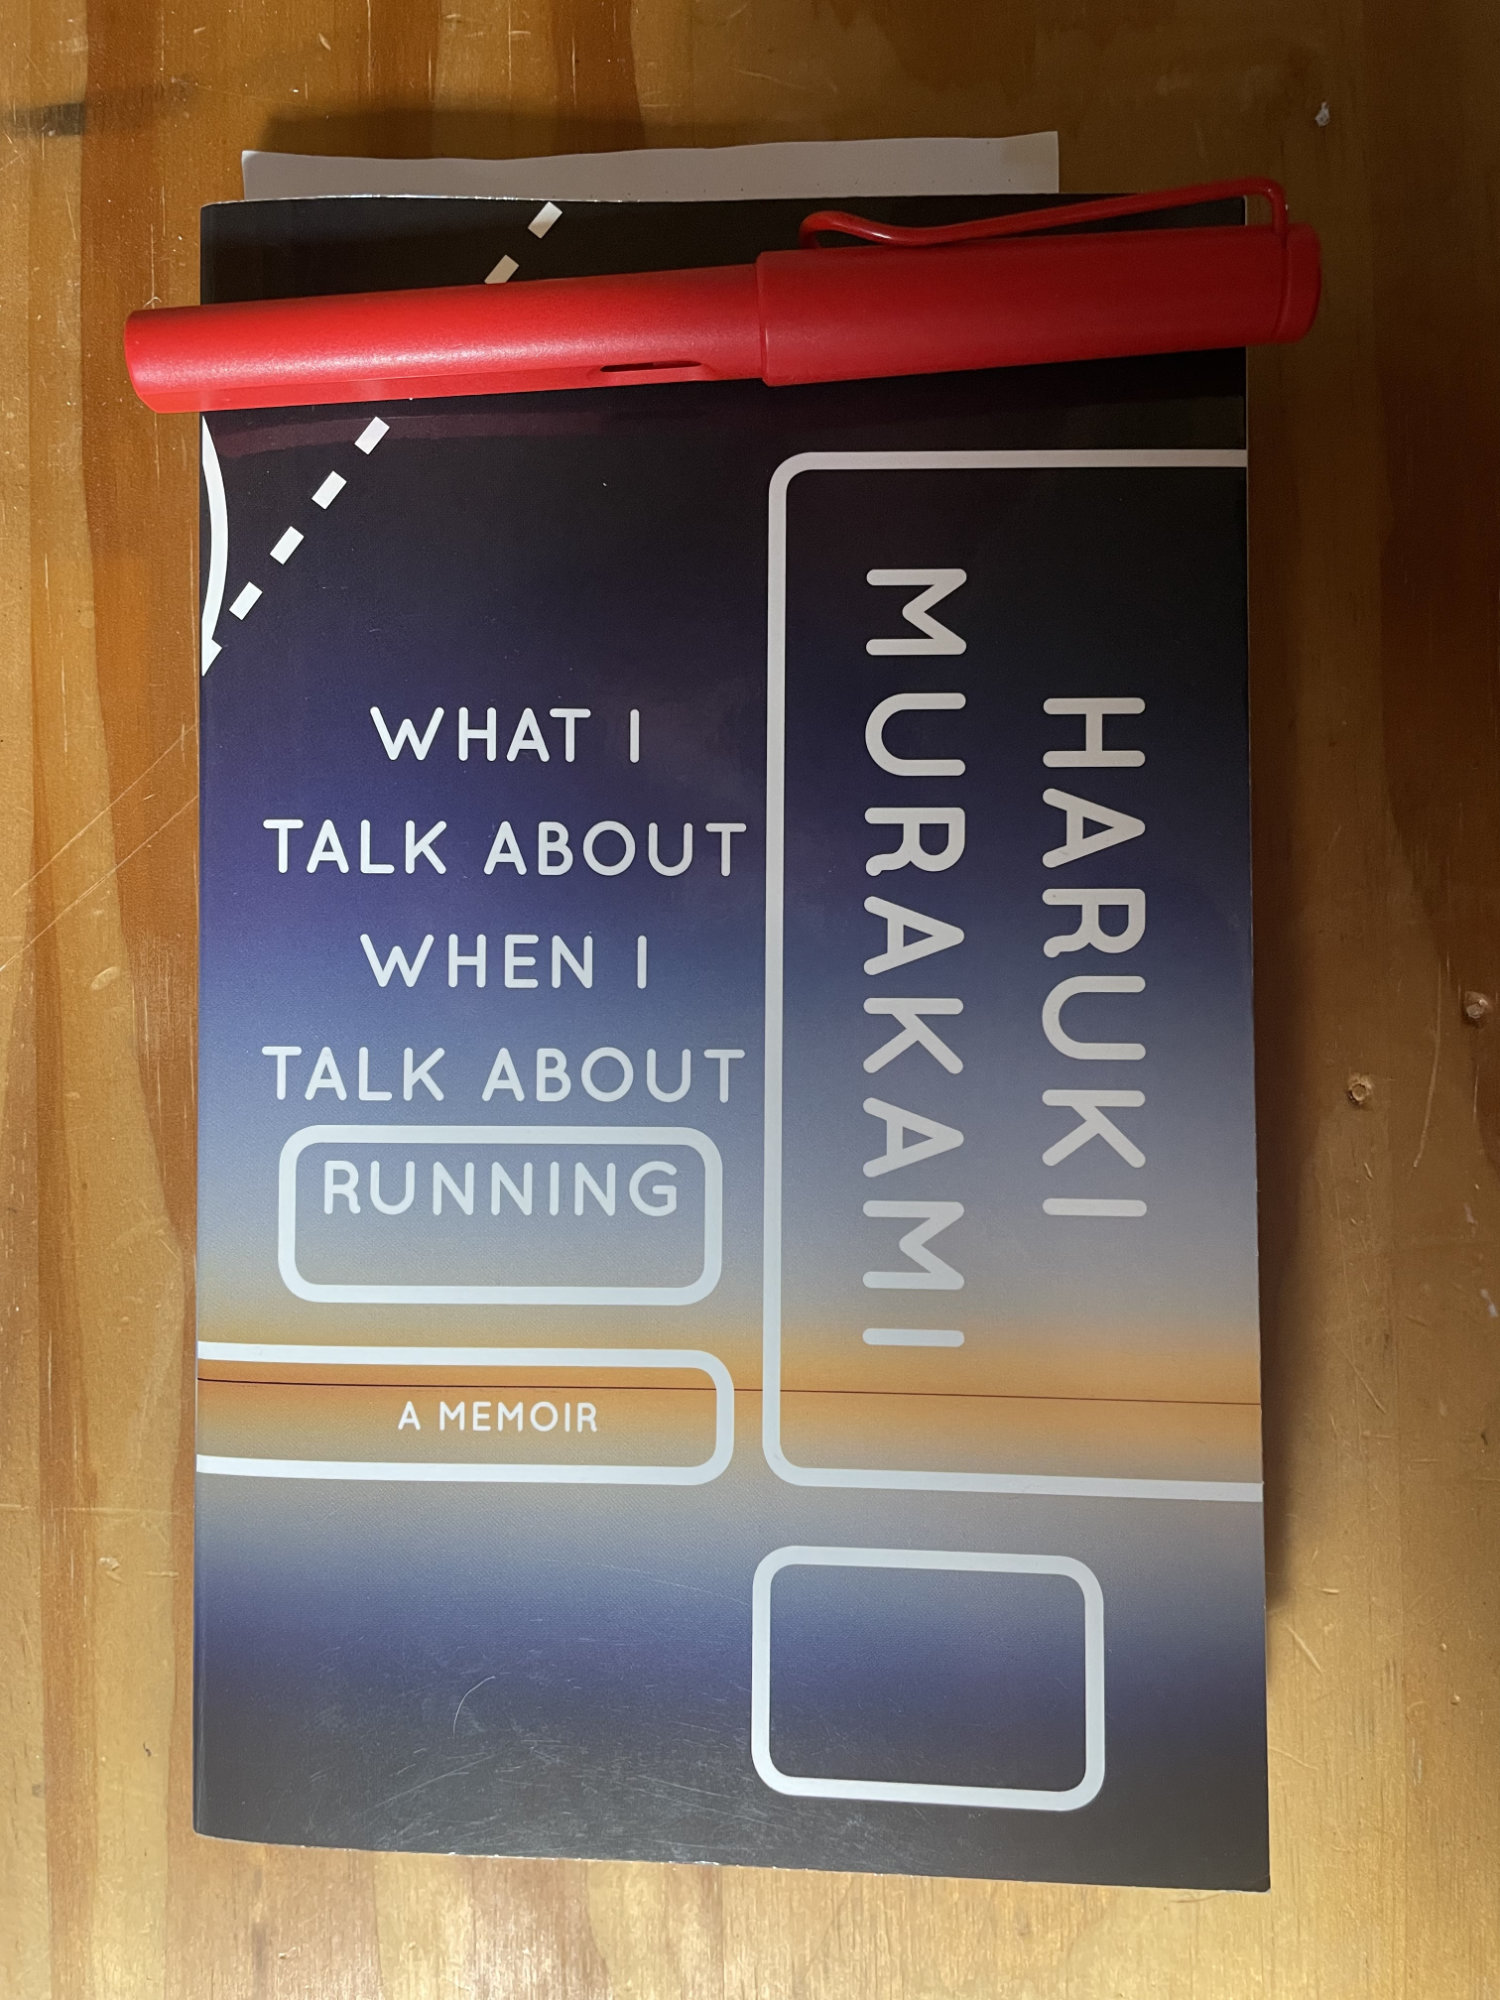 WHAT I
TALK ABOUT
WHEN I
TALK ABOUT
RUNNING
A MEMOIR
HARUKI
MURAKAMI